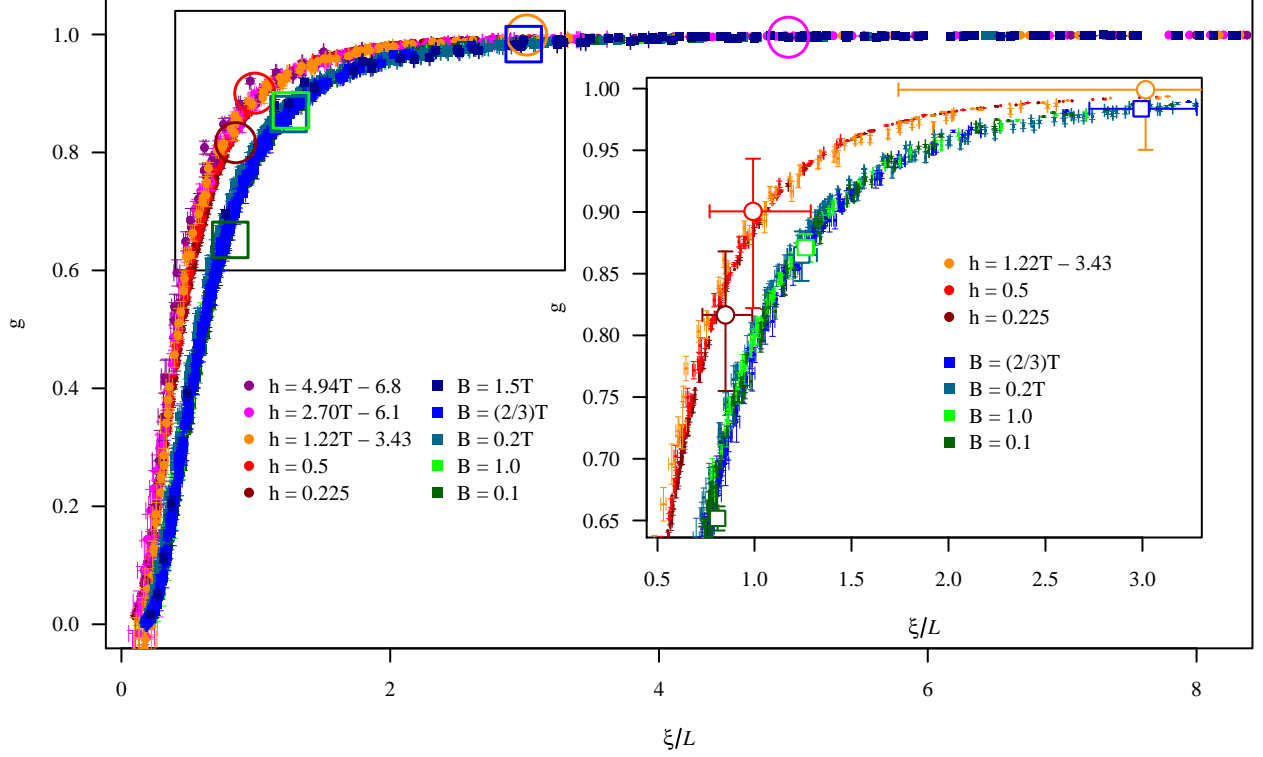 1.0
0.8
0.6
0.4
0.2
0.0
g
0 2 4 6 8
ξ/L
h = 4.94T − 6.8
h = 2.70T − 6.1
h = 1.22T − 3.43
h = 0.5
h = 0.225
B = 1.5T
B = (2/3)T
B = 0.2T
B = 1.0
B = 0.1
1.00
0.95
0.90
0.85
0.80
0.75
0.70
0.65
g
0.5 1.0 1.5 2.0 2.5 3.0
ξ/L
h = 1.22T − 3.43
h = 0.5
h = 0.225
B = (2/3)T
B = 0.2T
B = 1.0
B = 0.1